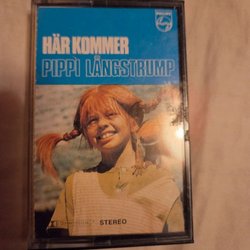 PHILIPS
HÄR KOMMER
PIPPI LÅNGSTRUMP
STEREO